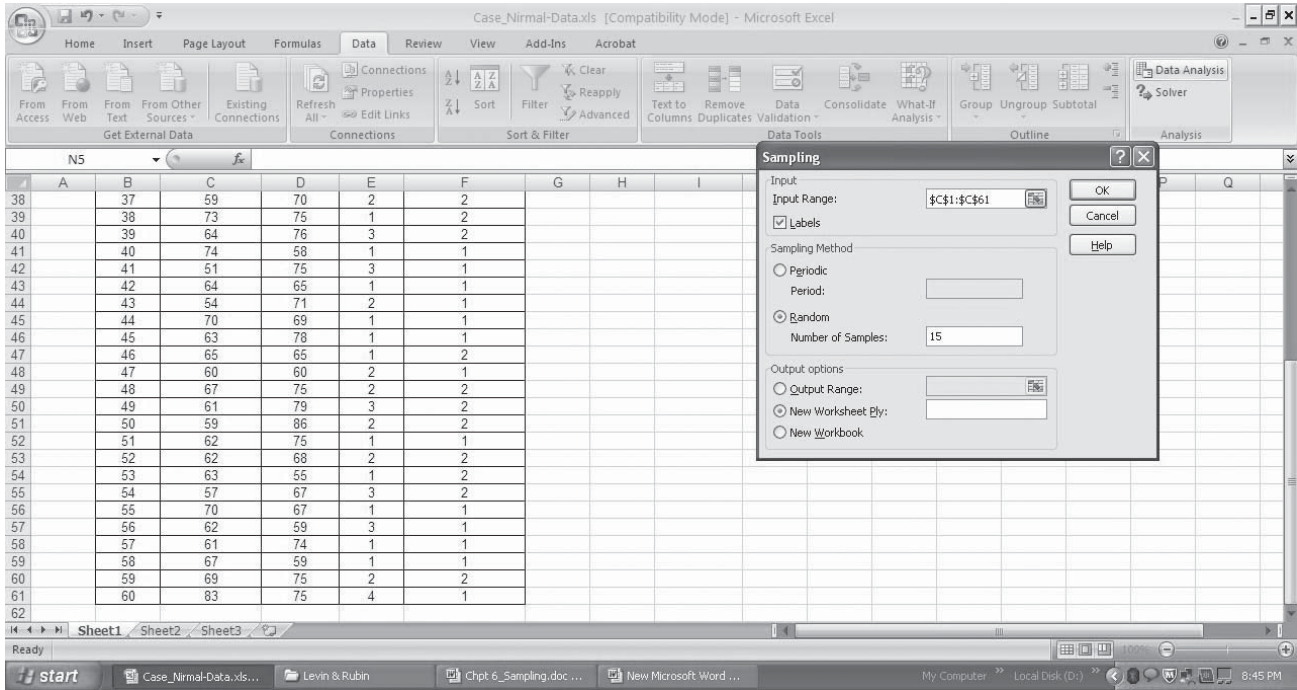 Case_Nirmal-Data.xls [Compatibility Mode] - Microsoft Excel
Home Insert Page Layout Formulas Data Review View Add-Ins Acrobat
From Access From Web From Text From Other Sources Existing Connections
Get External Data
Refresh All Connections Properties Edit Links
Connections
Sort Filter Clear Reapply Advanced
Sort & Filter
Text to Columns Remove Duplicates Data Validation Consolidate What-If Analysis
Data Tools
Group Ungroup Subtotal
Outline
Data Analysis
Solver
Analysis
N5 fx
A B C D E F G H I P Q
38 37 59 70 2 2
39 38 73 75 1 2
40 39 64 76 3 2
41 40 74 58 1 1
42 41 51 75 3 1
43 42 64 65 1 1
44 43 54 71 2 1
45 44 70 69 1 1
46 45 63 78 1 1
47 46 65 65 1 2
48 47 60 60 2 1
49 48 67 75 2 2
50 49 61 79 3 2
51 50 59 86 2 2
52 51 62 75 1 1
53 52 62 68 2 2
54 53 63 55 1 2
55 54 57 67 3 2
56 55 70 67 1 1
57 56 62 59 3 1
58 57 61 74 1 1
59 58 67 59 1 1
60 59 69 75 2 2
61 60 83 75 4 1
62
Sampling
Input
Input Range: $C$1:$C$61
Labels
Sampling Method
Periodic
Period:
Random
Number of Samples: 15
Output options
Output Range:
New Worksheet Ply:
New Workbook
OK
Cancel
Help
Sheet1 Sheet2 Sheet3
Ready 100%
start Case_Nirmal-Data.xls... Levin & Rubin Chpt 6_Sampling.doc ... New Microsoft Word ... My Computer Local Disk (D:) 8:45 PM